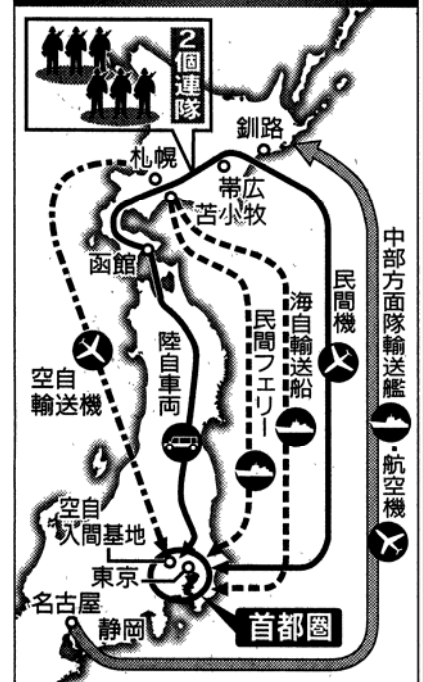 2個連隊
釧路
札幌
帯広
苫小牧
函館
中部方面隊輸送艦・航空機
民間機
海自輸送船
民間フェリー
陸自車両
空自
輸送機
空自
入間基地
東京
名古屋
静岡
首都圏